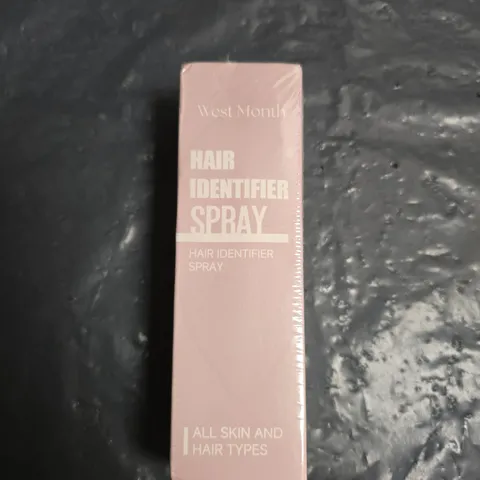 West Month
HAIR
IDENTIFIER
SPRAY
HAIR IDENTIFIER
SPRAY
ALL SKIN AND
HAIR TYPES